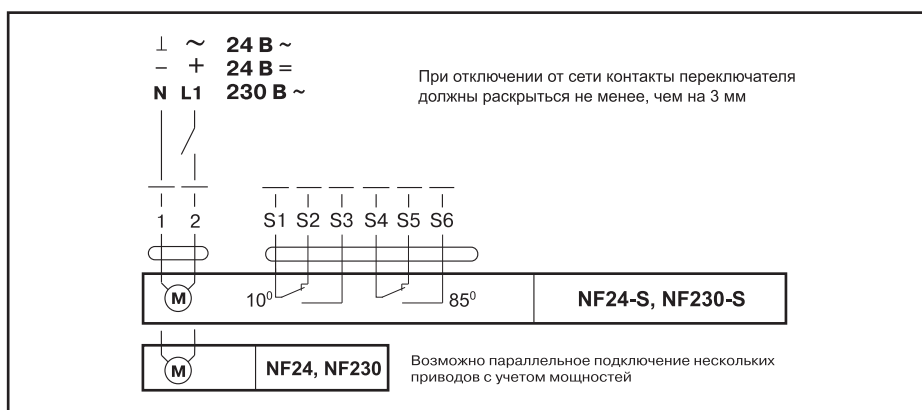 ⊥ ~ 24 В ~
− + 24 В =
N L1 230 В ~
При отключении от сети контакты переключателя
должны раскрыться не менее, чем на 3 мм
1 2 S1 S2 S3 S4 S5 S6
M 10⁰ 85⁰ NF24-S, NF230-S
M NF24, NF230
Возможно параллельное подключение нескольких
приводов с учетом мощностей